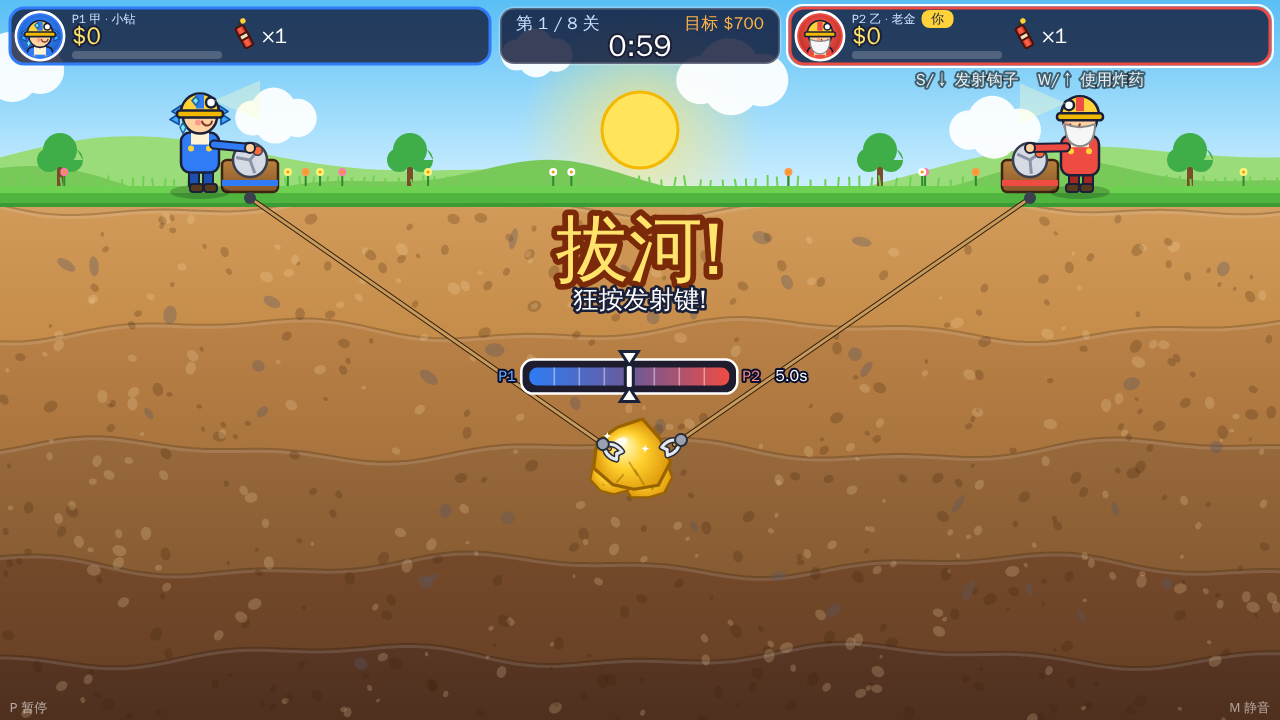 P1 甲 · 小钻
$0
×1
第 1 / 8 关
目标 $700
0:59
P2 乙 · 老金
你
$0
×1
S/↓ 发射钩子 W/↑ 使用炸药
拔河!
狂按发射键!
P1
P2
5.0s
P 暂停
M 静音